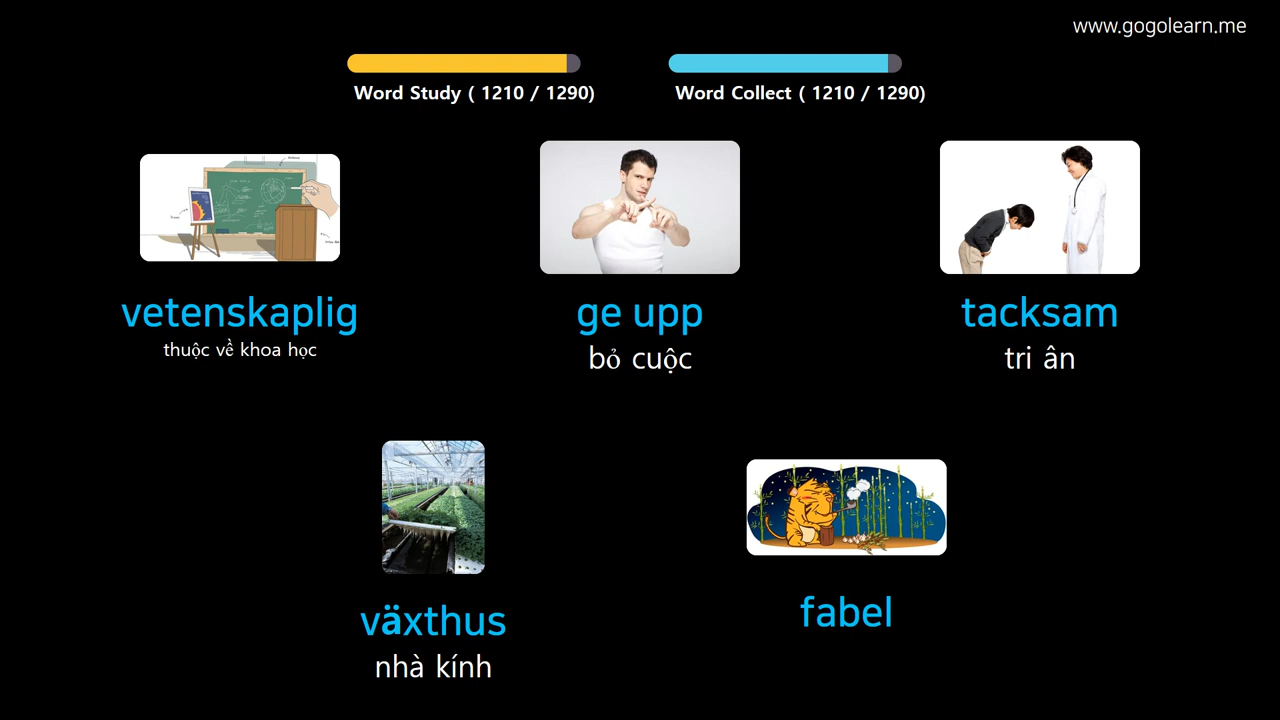 www.gogolearn.me
Word Study ( 1210 / 1290)
Word Collect ( 1210 / 1290)
vetenskaplig
thuộc về khoa học
ge upp
bỏ cuộc
tacksam
tri ân
växthus
nhà kính
fabel